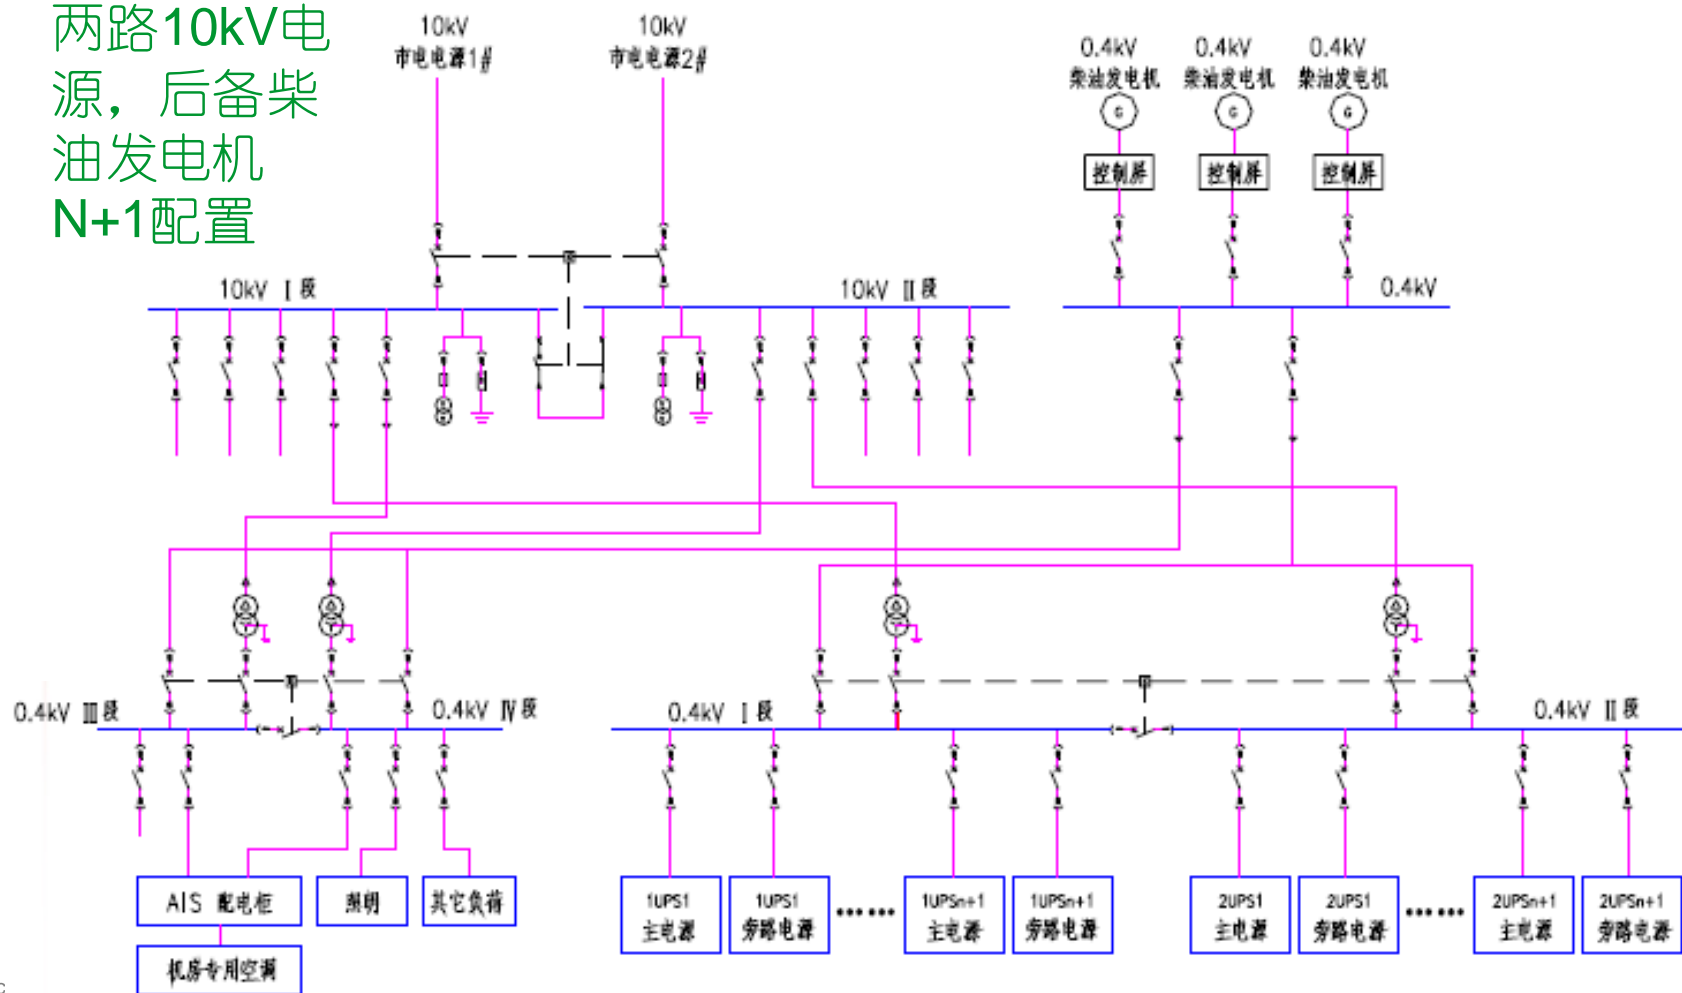 两路10kV电
源，后备柴
油发电机
N+1配置
10kV
市电电源1#
10kV
市电电源2#
0.4kV
柴油发电机
0.4kV
柴油发电机
0.4kV
柴油发电机
G
G
G
控制屏
控制屏
控制屏
10kV Ⅰ段
10kV Ⅱ段
0.4kV
0.4kV Ⅲ段
0.4kV Ⅳ段
0.4kV Ⅰ段
0.4kV Ⅱ段
AIS 配电柜
照明
其它负荷
机房专用空调
1UPS1
主电源
1UPS1
旁路电源
······
1UPSn+1
主电源
1UPSn+1
旁路电源
2UPS1
主电源
2UPS1
旁路电源
······
2UPSn+1
主电源
2UPSn+1
旁路电源